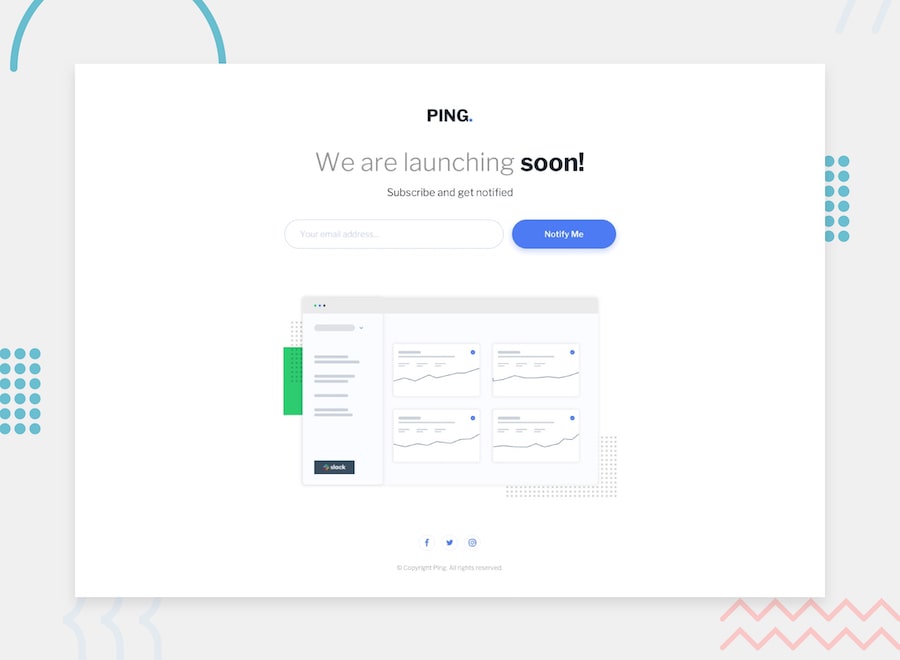 PING.
We are launching soon!
Subscribe and get notified
Your email address...
Notify Me
slack
© Copyright Ping. All rights reserved.